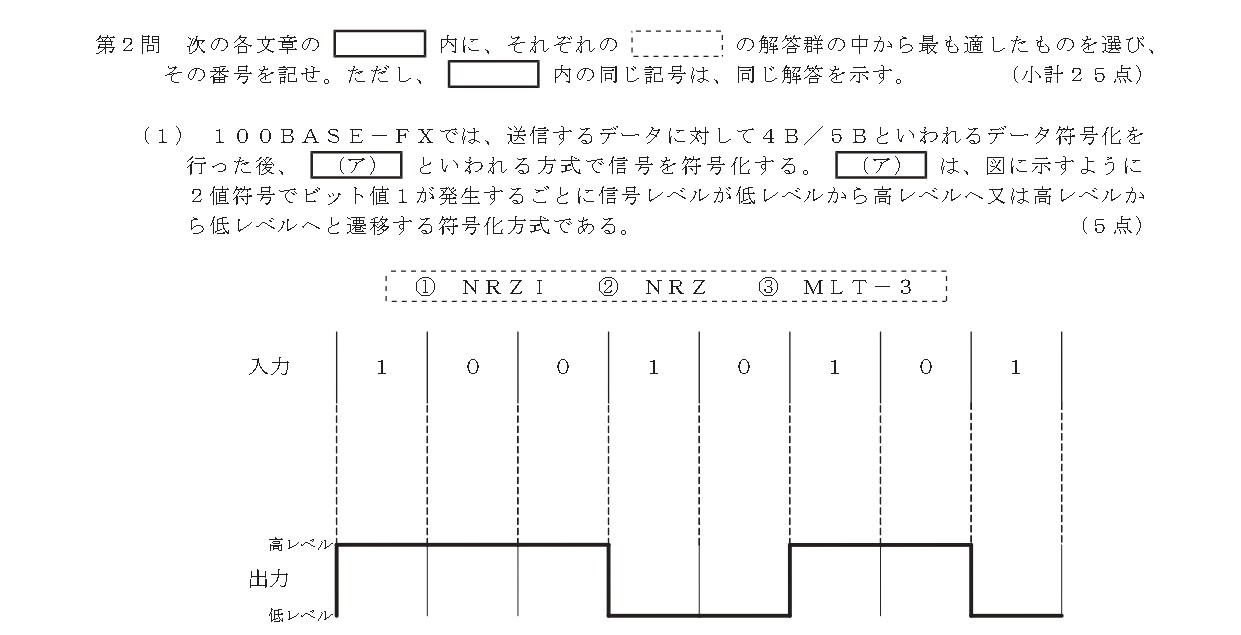 第２問　次の各文章の　　　　内に、それぞれの　　　　の解答群の中から最も適したものを選び、
その番号を記せ。ただし、　　　　内の同じ記号は、同じ解答を示す。　　　　（小計２５点）
（１）　１００ＢＡＳＥ－ＦＸでは、送信するデータに対して４Ｂ／５Ｂといわれるデータ符号化を
行った後、（ア）といわれる方式で信号を符号化する。（ア）は、図に示すように
２値符号でビット値１が発生するごとに信号レベルが低レベルから高レベルへ又は高レベルか
ら低レベルへと遷移する符号化方式である。　　　　（５点）
①　ＮＲＺＩ　　②　ＮＲＺ　　③　ＭＬＴ－３
入力　１　０　０　１　０　１　０　１
高レベル
出力
低レベル